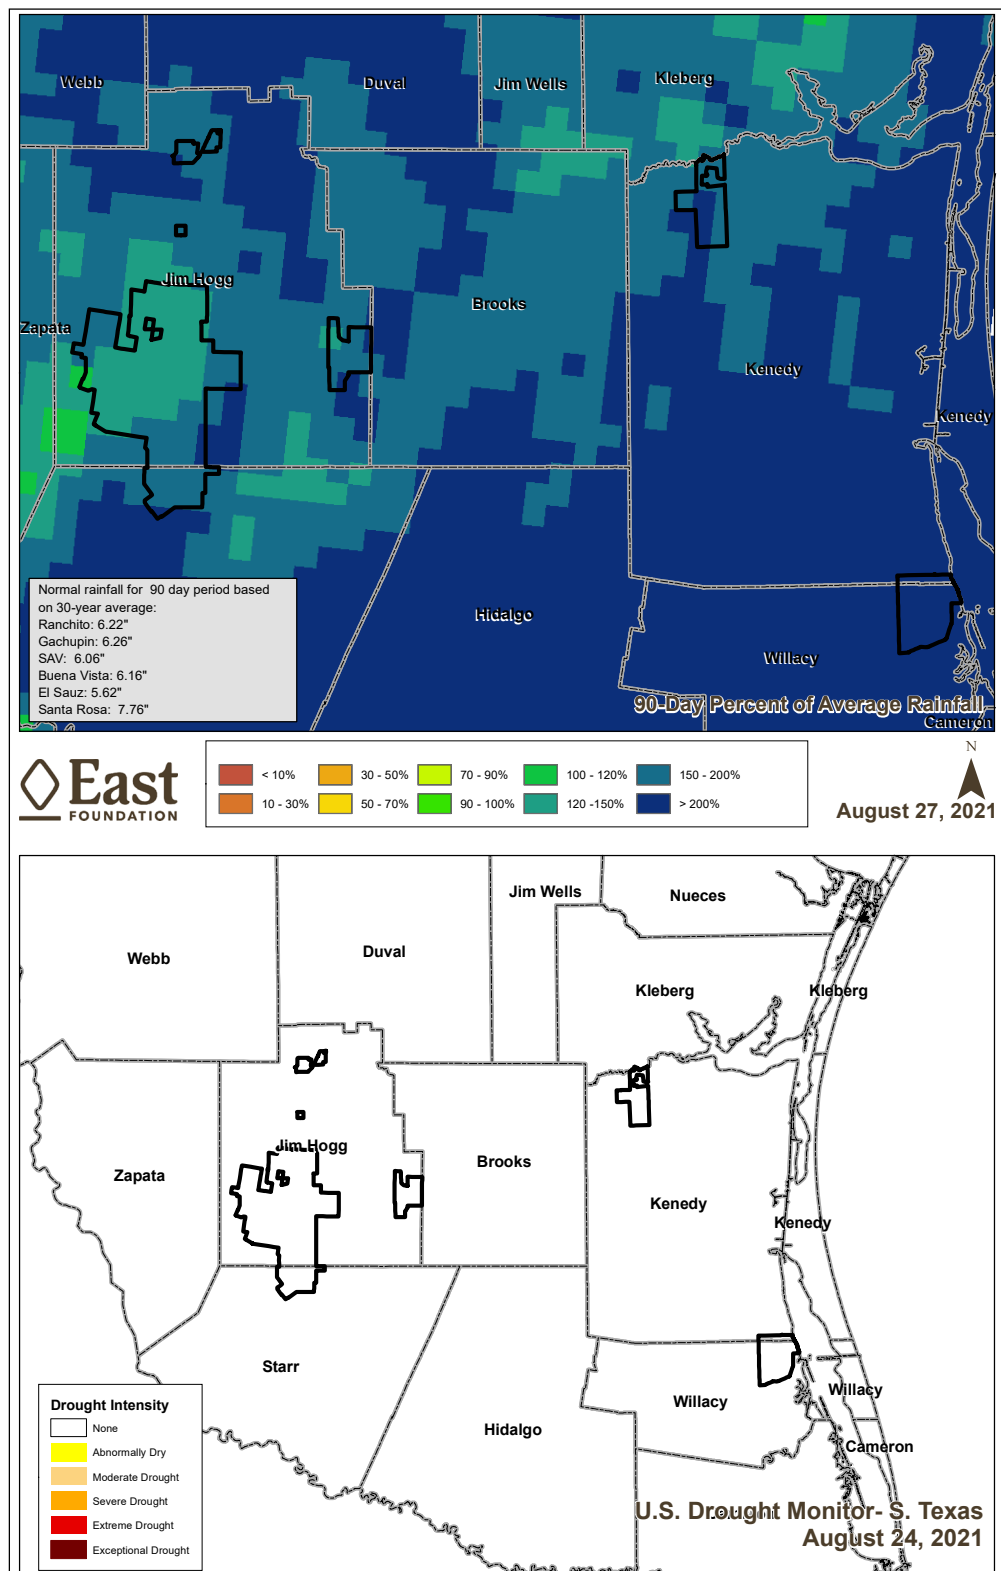 Webb
Duval
Jim Wells
Kleberg
Jim Hogg
Zapata
Brooks
Kenedy
Kenedy
Hidalgo
Willacy
Cameron
Normal rainfall for 90 day period based
on 30-year average:
Ranchito: 6.22"
Gachupin: 6.26"
SAV: 6.06"
Buena Vista: 6.16"
El Sauz: 5.62"
Santa Rosa: 7.76"
90-Day Percent of Average Rainfall
East
FOUNDATION
< 10%
30 - 50%
70 - 90%
100 - 120%
150 - 200%
10 - 30%
50 - 70%
90 - 100%
120 -150%
> 200%
N
August 27, 2021
Jim Wells
Nueces
Webb
Duval
Kleberg
Kleberg
Jim Hogg
Zapata
Brooks
Kenedy
Kenedy
Starr
Willacy
Willacy
Hidalgo
Cameron
Drought Intensity
None
Abnormally Dry
Moderate Drought
Severe Drought
Extreme Drought
Exceptional Drought
U.S. Drought Monitor- S. Texas
August 24, 2021